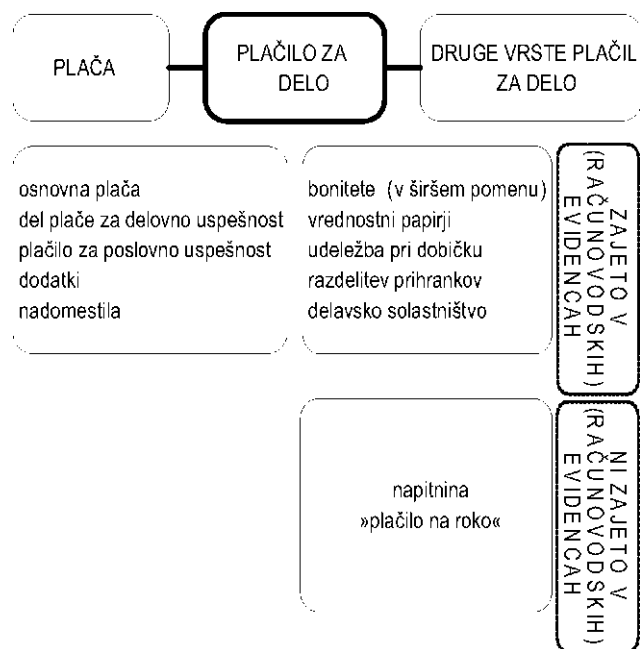 PLAČA
PLAČILO ZA
DELO
DRUGE VRSTE PLAČIL
ZA DELO
osnovna plača
del plače za delovno uspešnost
plačilo za poslovno uspešnost
dodatki
nadomestila
bonitete (v širšem pomenu)
vrednostni papirji
udeležba pri dobičku
razdelitev prihrankov
delavsko solastništvo
ZAJETO V
(RAČUNOVODSKIH)
EVIDENCAH
napitnina
»plačilo na roko«
NI ZAJETO V
(RAČUNOVODSKIH)
EVIDENCAH